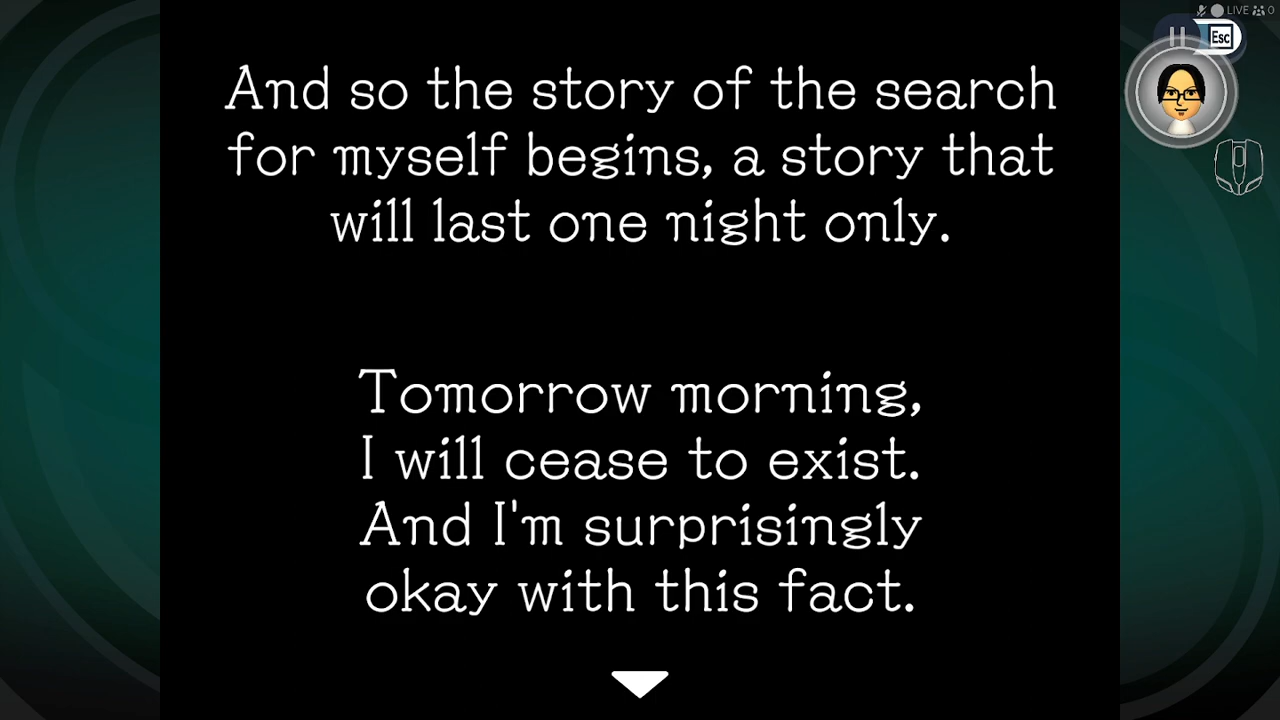 LIVE 0
Esc
And so the story of the search
for myself begins, a story that
will last one night only.
Tomorrow morning,
I will cease to exist.
And I'm surprisingly
okay with this fact.